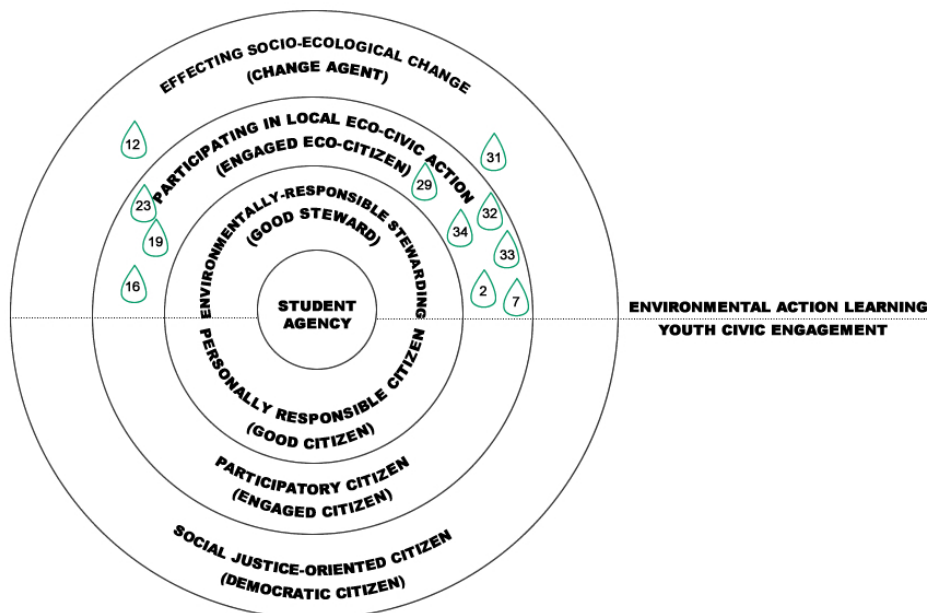 EFFECTING SOCIO-ECOLOGICAL CHANGE
(CHANGE AGENT)
PARTICIPATING IN LOCAL ECO-CIVIC ACTION
(ENGAGED ECO-CITIZEN)
12
31
29
23
32
19
34
33
16
2
7
ENVIRONMENTALLY-RESPONSIBLE STEWARDING
(GOOD STEWARD)
STUDENT
AGENCY
ENVIRONMENTAL ACTION LEARNING
YOUTH CIVIC ENGAGEMENT
PERSONALLY RESPONSIBLE CITIZEN
(GOOD CITIZEN)
PARTICIPATORY CITIZEN
(ENGAGED CITIZEN)
SOCIAL JUSTICE-ORIENTED CITIZEN
(DEMOCRATIC CITIZEN)